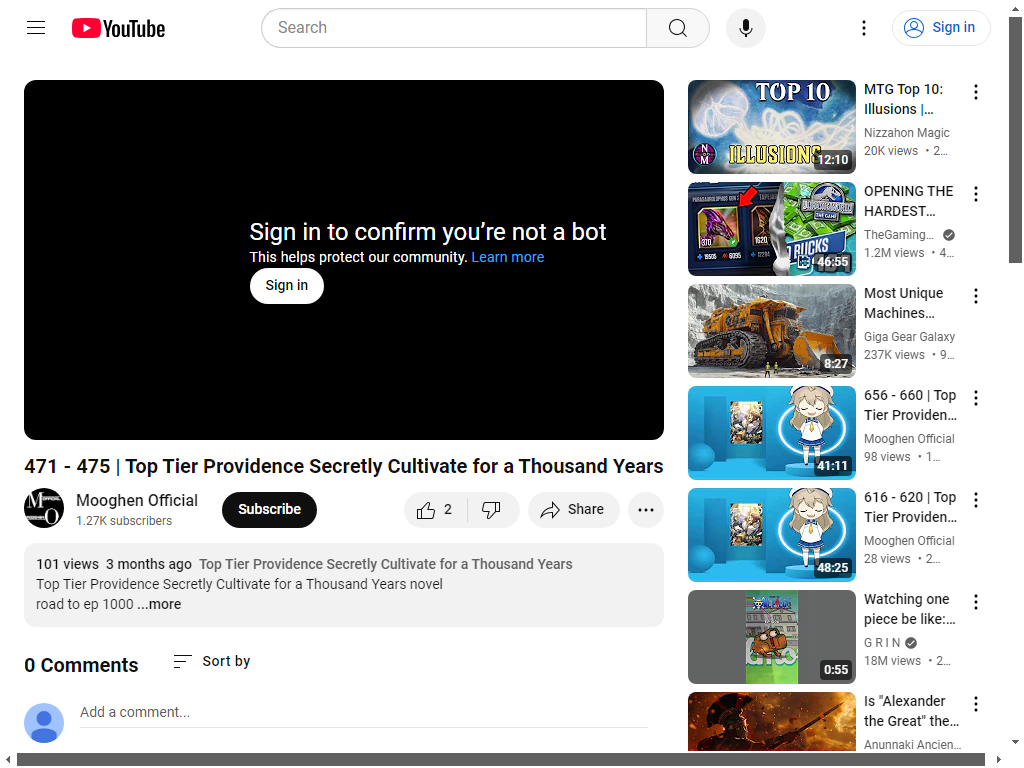 YouTube
Search
Sign in
Sign in to confirm you’re not a bot
This helps protect our community. Learn more
Sign in
471 - 475 | Top Tier Providence Secretly Cultivate for a Thousand Years
Mooghen Official
1.27K subscribers
Subscribe
2
Share
101 views 3 months ago Top Tier Providence Secretly Cultivate for a Thousand Years
Top Tier Providence Secretly Cultivate for a Thousand Years novel
road to ep 1000 ...more
0 Comments
Sort by
Add a comment...
TOP 10
ILLUSIONS
12:10
MTG Top 10:
Illusions |...
Nizzahon Magic
20K views • 2...
370
1620
BUCKS
46:55
OPENING THE
HARDEST...
TheGaming...
1.2M views • 4...
8:27
Most Unique
Machines...
Giga Gear Galaxy
237K views • 9...
41:11
656 - 660 | Top
Tier Providen...
Mooghen Official
98 views • 1...
48:25
616 - 620 | Top
Tier Providen...
Mooghen Official
28 views • 2...
0:55
Watching one
piece be like:...
G R I N
18M views • 2...
Is "Alexander
the Great" the...
Anunnaki Ancien...